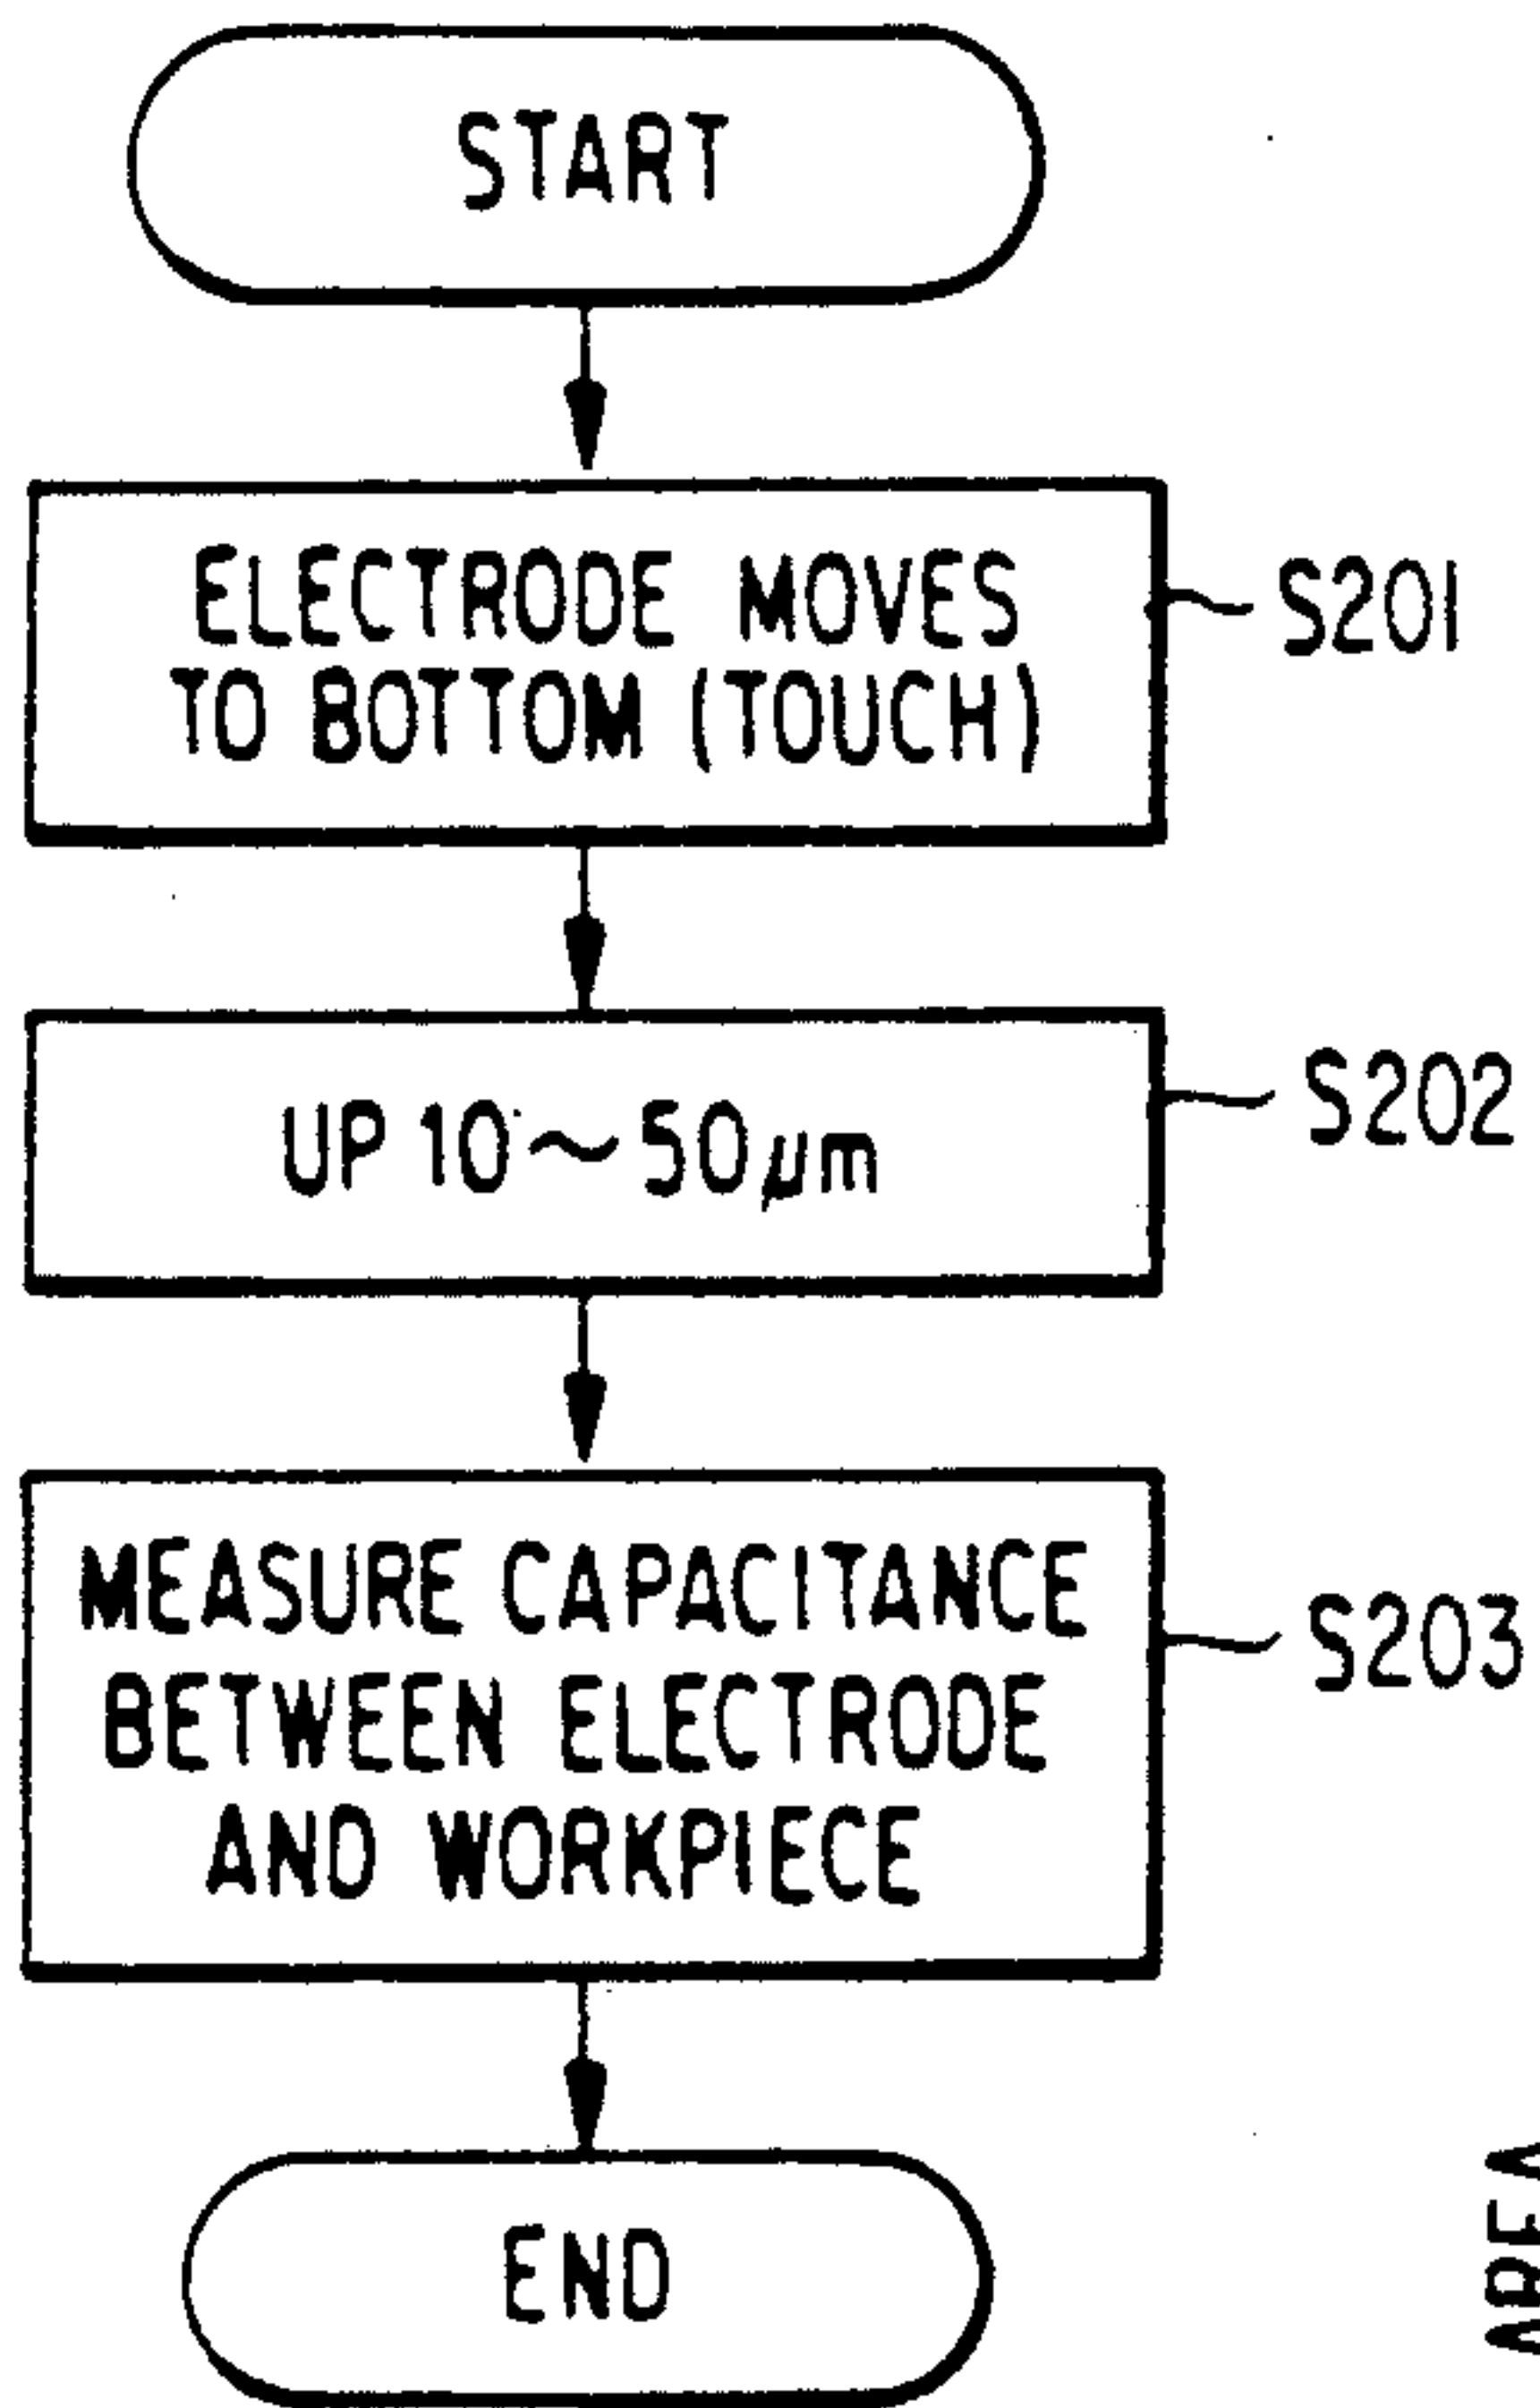 START
ELECTRODE MOVES
TO BOTTOM (TOUCH)
S201
UP 10~50μm
S202
MEASURE CAPACITANCE
BETWEEN ELECTRODE
AND WORKPIECE
S203
END
AREA